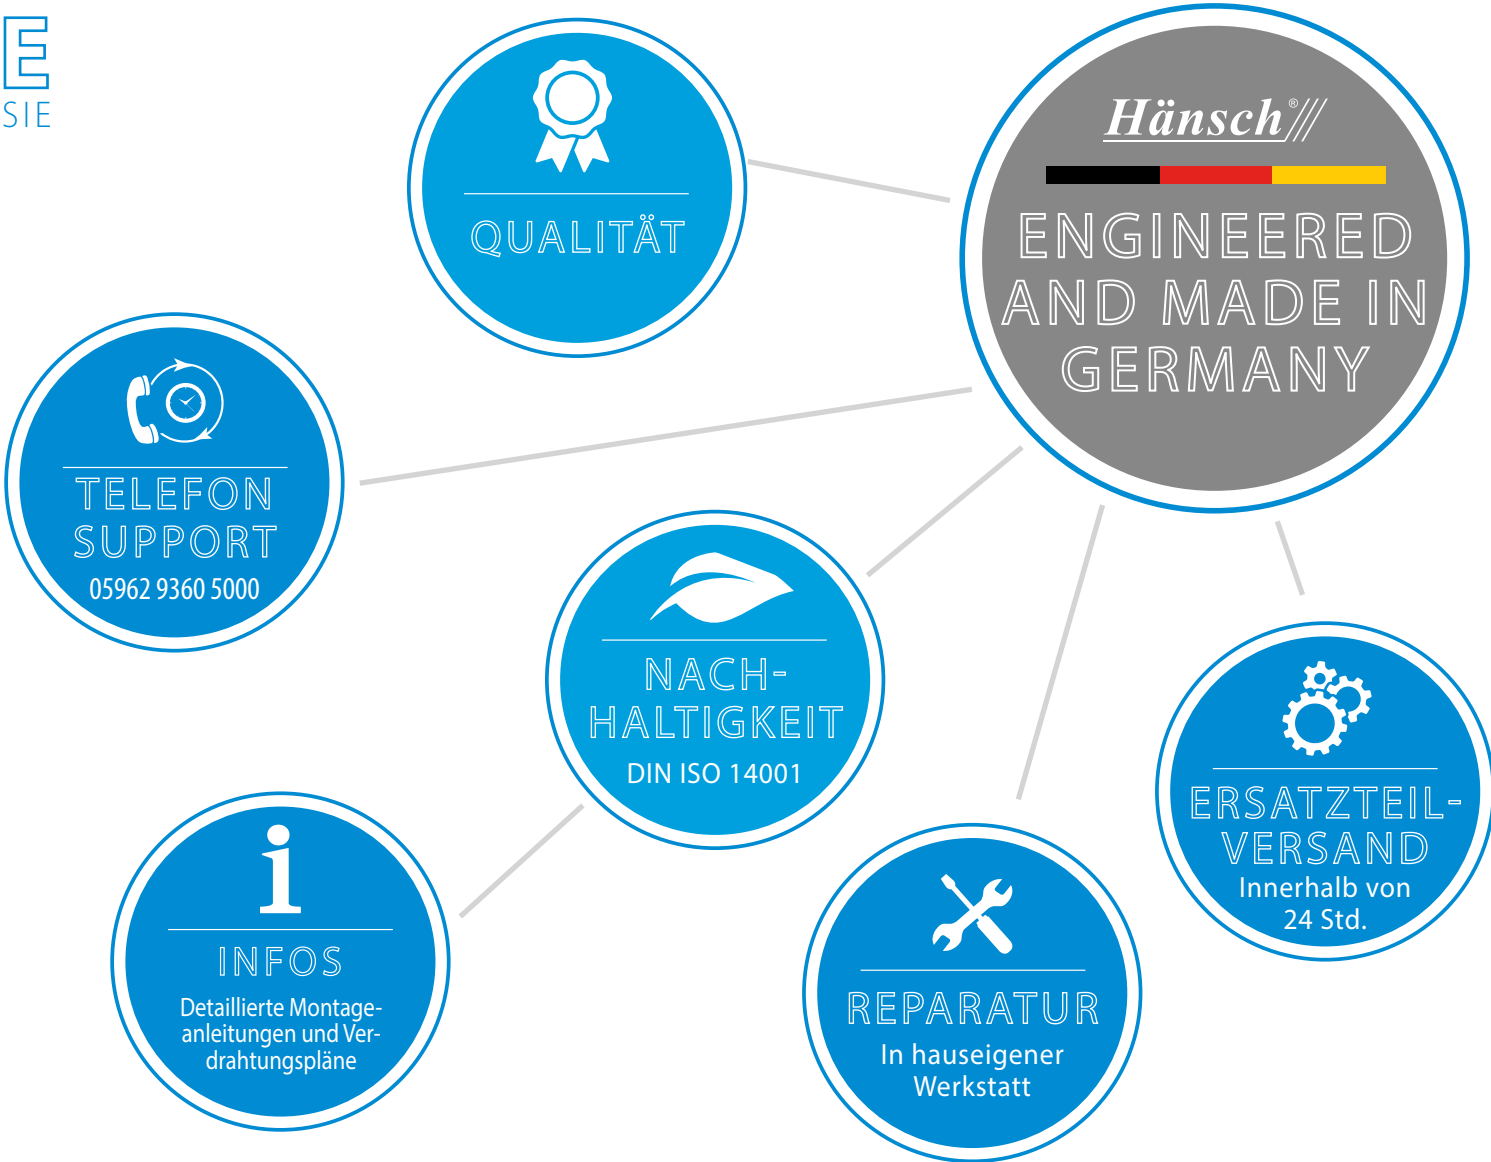 E
SIE
QUALITÄT
Hänsch®
ENGINEERED
AND MADE IN
GERMANY
TELEFON
SUPPORT
05962 9360 5000
NACH-
HALTIGKEIT
DIN ISO 14001
ERSATZTEIL-
VERSAND
Innerhalb von
24 Std.
INFOS
Detaillierte Montage-
anleitungen und Ver-
drahtungspläne
REPARATUR
In hauseigener
Werkstatt